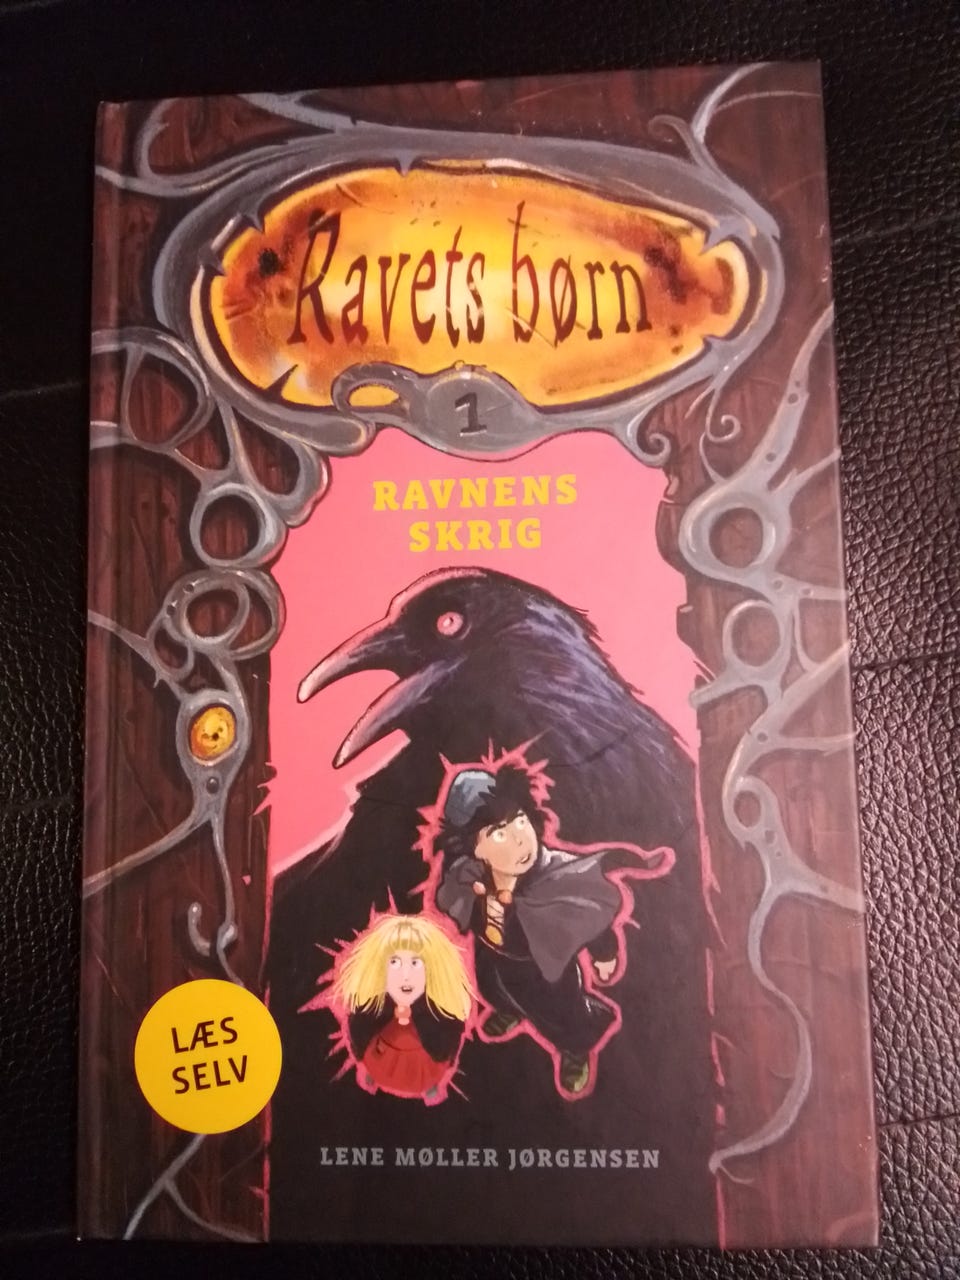 Ravets børn
1
RAVNENS
SKRIG
LÆS
SELV
LENE MØLLER JØRGENSEN